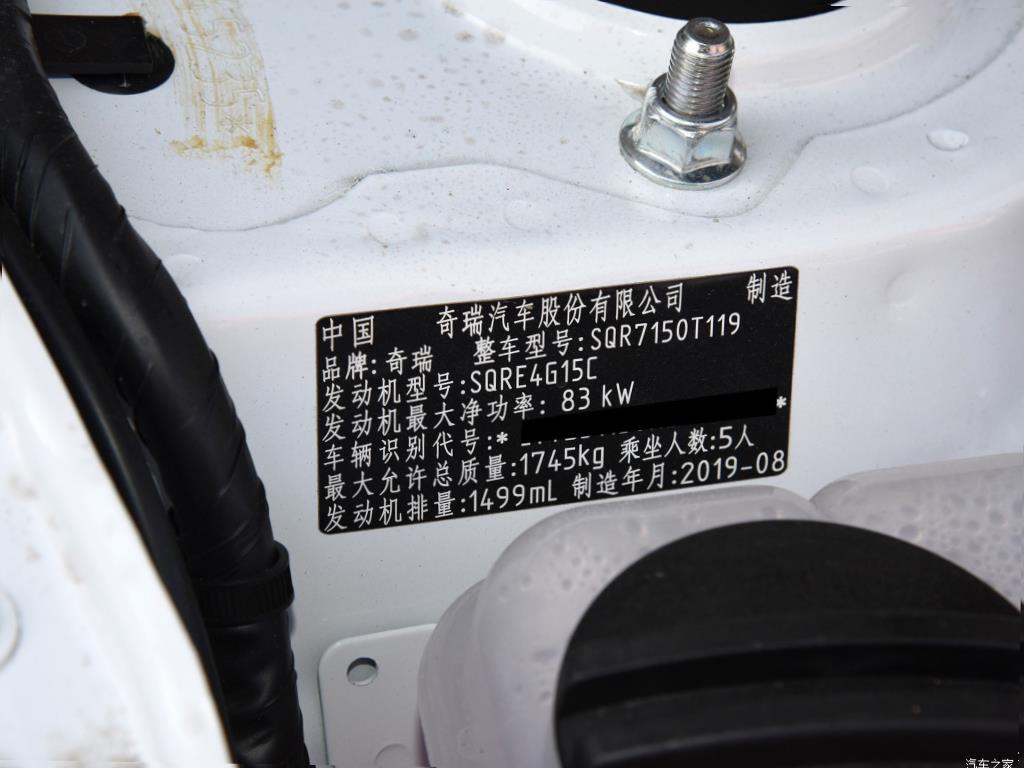 中国 奇瑞汽车股份有限公司 制造
品牌:奇瑞 整车型号:SQR7150T119
发动机型号:SQRE4G15C
发动机最大净功率: 83 kW
车辆识别代号:* *
最大允许总质量:1745kg 乘坐人数:5人
发动机排量:1499mL 制造年月:2019-08
汽车之家